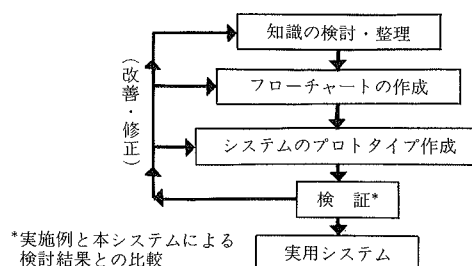 知識の検討・整理
フローチャートの作成
システムのプロトタイプ作成
(改善・修正)
検 証*
*実施例と本システムによる
検討結果との比較
実用システム